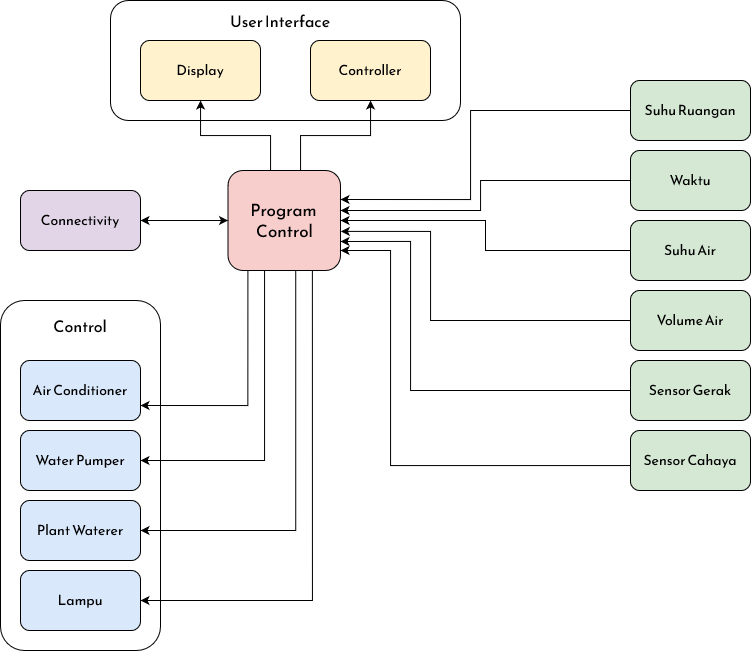 User Interface
Display
Controller
Suhu Ruangan
Waktu
Connectivity
Program
Control
Suhu Air
Volume Air
Control
Air Conditioner
Sensor Gerak
Water Pumper
Sensor Cahaya
Plant Waterer
Lampu